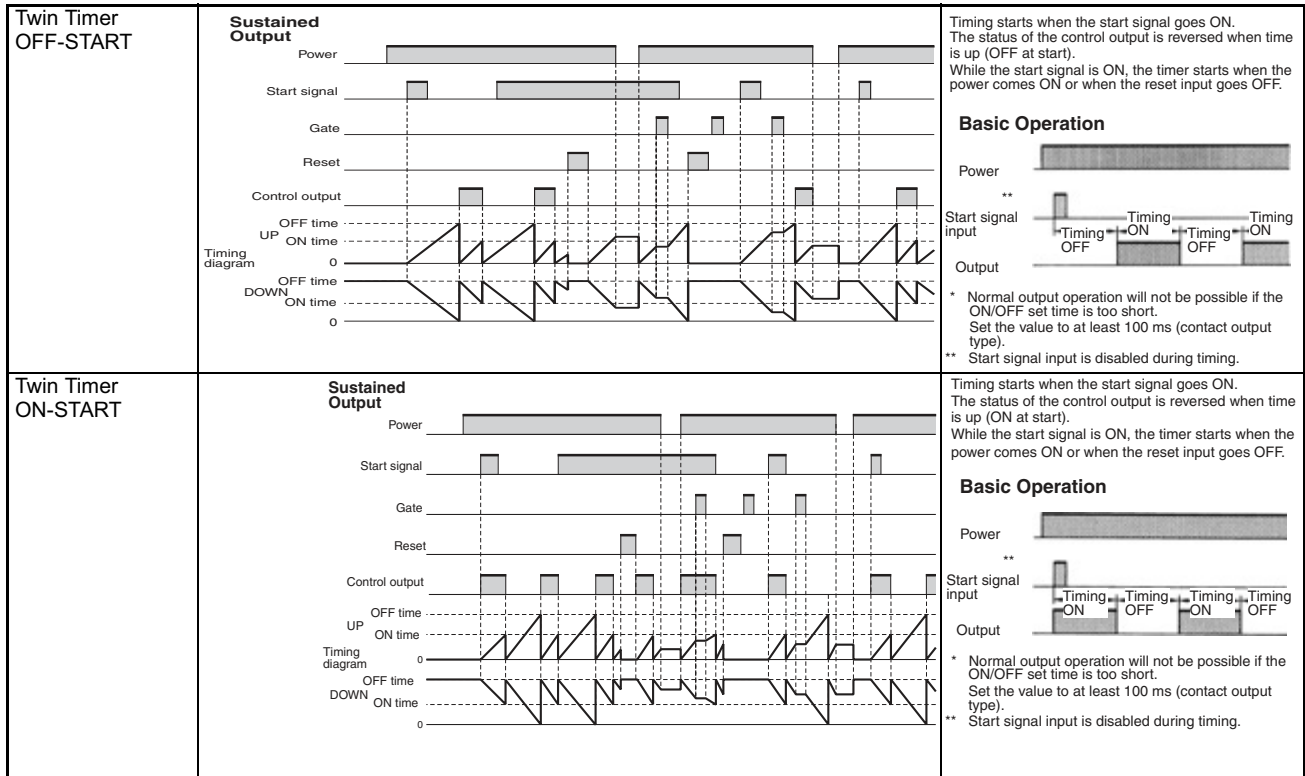 Twin Timer
OFF-START
Sustained
Output
Power
Start signal
Gate
Reset
Control output
OFF time
UP
ON time
Timing
diagram
0
OFF time
DOWN
ON time
0
Timing starts when the start signal goes ON.
The status of the control output is reversed when time
is up (OFF at start).
While the start signal is ON, the timer starts when the
power comes ON or when the reset input goes OFF.
Basic Operation
Power
**
Start signal
input
Timing
OFF
Timing
ON
Timing
OFF
Timing
ON
Output
* Normal output operation will not be possible if the
ON/OFF set time is too short.
Set the value to at least 100 ms (contact output
type).
** Start signal input is disabled during timing.
Twin Timer
ON-START
Sustained
Output
Power
Start signal
Gate
Reset
Control output
OFF time
UP
ON time
Timing
diagram
0
OFF time
DOWN
ON time
0
Timing starts when the start signal goes ON.
The status of the control output is reversed when time
is up (ON at start).
While the start signal is ON, the timer starts when the
power comes ON or when the reset input goes OFF.
Basic Operation
Power
**
Start signal
input
Timing
ON
Timing
OFF
Timing
ON
Timing
OFF
Output
* Normal output operation will not be possible if the
ON/OFF set time is too short.
Set the value to at least 100 ms (contact output
type).
** Start signal input is disabled during timing.